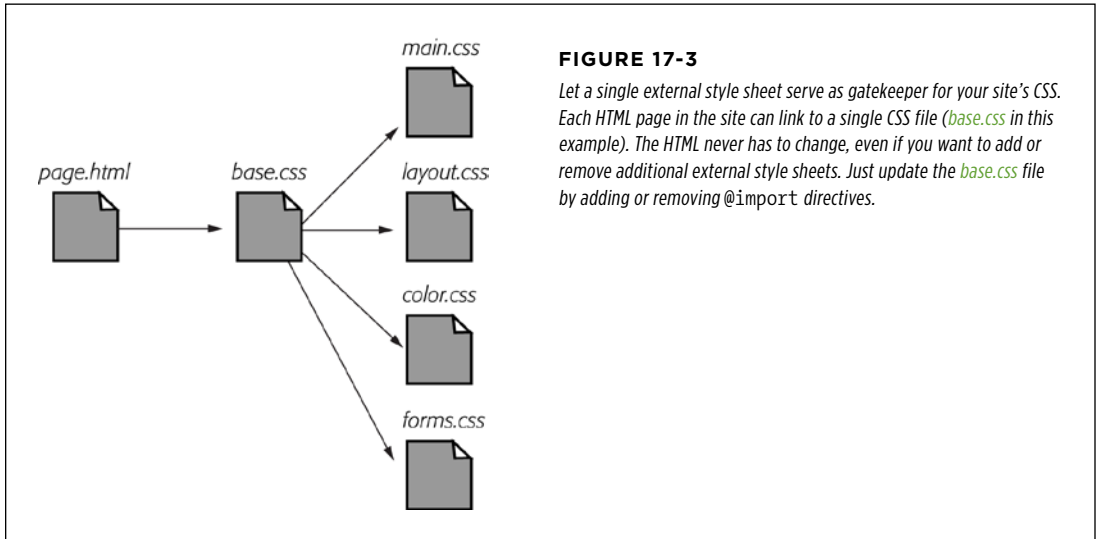 main.css
page.html
base.css
layout.css
color.css
forms.css
FIGURE 17-3
Let a single external style sheet serve as gatekeeper for your site's CSS.
Each HTML page in the site can link to a single CSS file (base.css in this
example). The HTML never has to change, even if you want to add or
remove additional external style sheets. Just update the base.css file
by adding or removing @import directives.